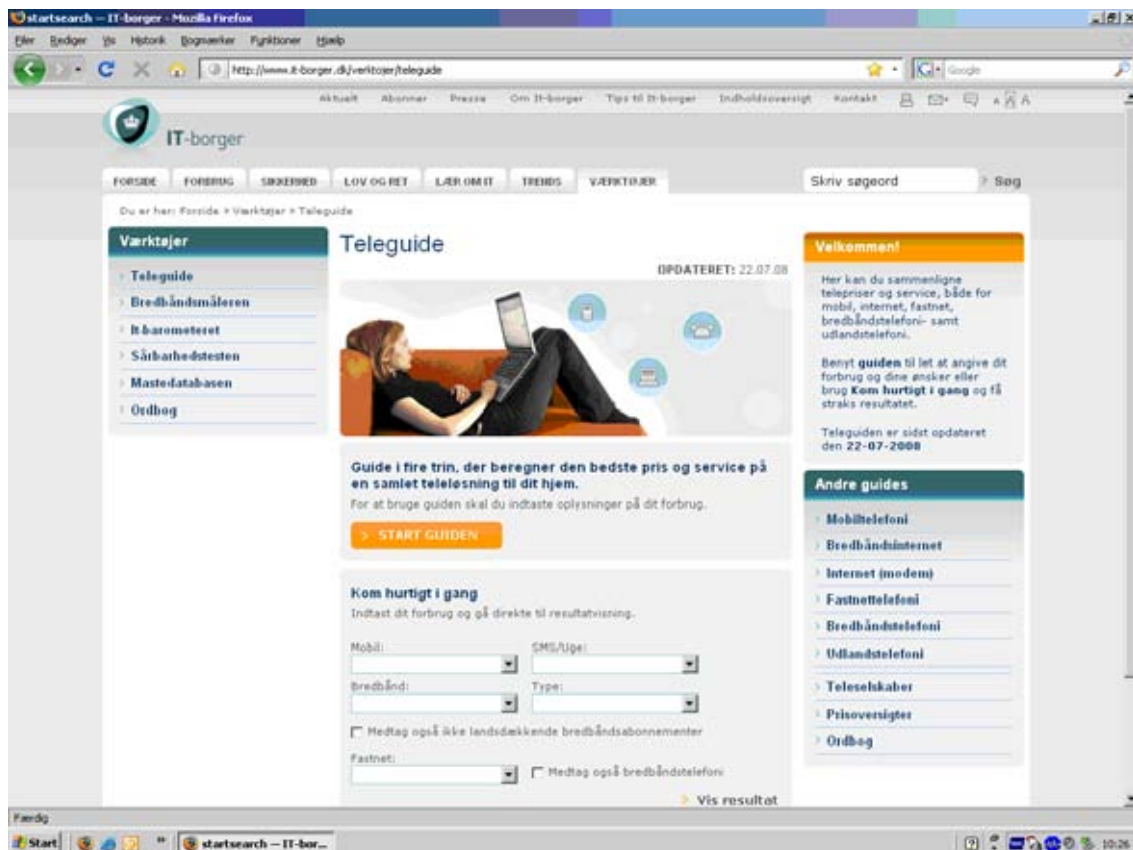 startsearch — IT-borger - Mozilla Firefox
Filer Rediger Vis Historik Bogmærker Funktioner Hjælp
http://www.it-borger.dk/verktojer/teleguide
Google
Aktuelt Abonner Presse Om It-borger Tips til It-borger Indholdsoversigt Kontakt A A A
IT-borger
FORSIDE FORBRUG SIKKERHED LOV OG RET LÆR OM IT TRENDS VÆRKTØJER
Skriv søgeord Søg
Du er her: Forside > Værktøjer > Teleguide
Værktøjer
Teleguide
Bredbåndsmåleren
It-barometeret
Sårbarhedstesten
Mastedatabasen
Ordbog
Teleguide
OPDATERET: 22.07.08
Guide i fire trin, der beregner den bedste pris og service på
en samlet teleløsning til dit hjem.
For at bruge guiden skal du indtaste oplysninger på dit forbrug.
> START GUIDEN
Kom hurtigt i gang
Indtast dit forbrug og gå direkte til resultatvisning.
Mobil: SMS/Uge:
Bredbånd: Type:
Medtag også ikke landsdækkende bredbåndsabonnementer
Fastnet:
Medtag også bredbåndstelefoni
> Vis resultat
Velkommen!
Her kan du sammenligne
telepriser og service, både for
mobil, internet, fastnet,
bredbåndstelefoni- samt
udlandstelefoni.
Benyt guiden til let at angive dit
forbrug og dine ønsker eller
brug Kom hurtigt i gang og få
straks resultatet.
Teleguiden er sidst opdateret
den 22-07-2008
Andre guides
Mobiltelefoni
Bredbåndsinternet
Internet (modem)
Fastnettelefoni
Bredbåndstelefoni
Udlandstelefoni
Teleselskaber
Prisoversigter
Ordbog
Færdig
Start
startsearch — IT-bor...
10:26